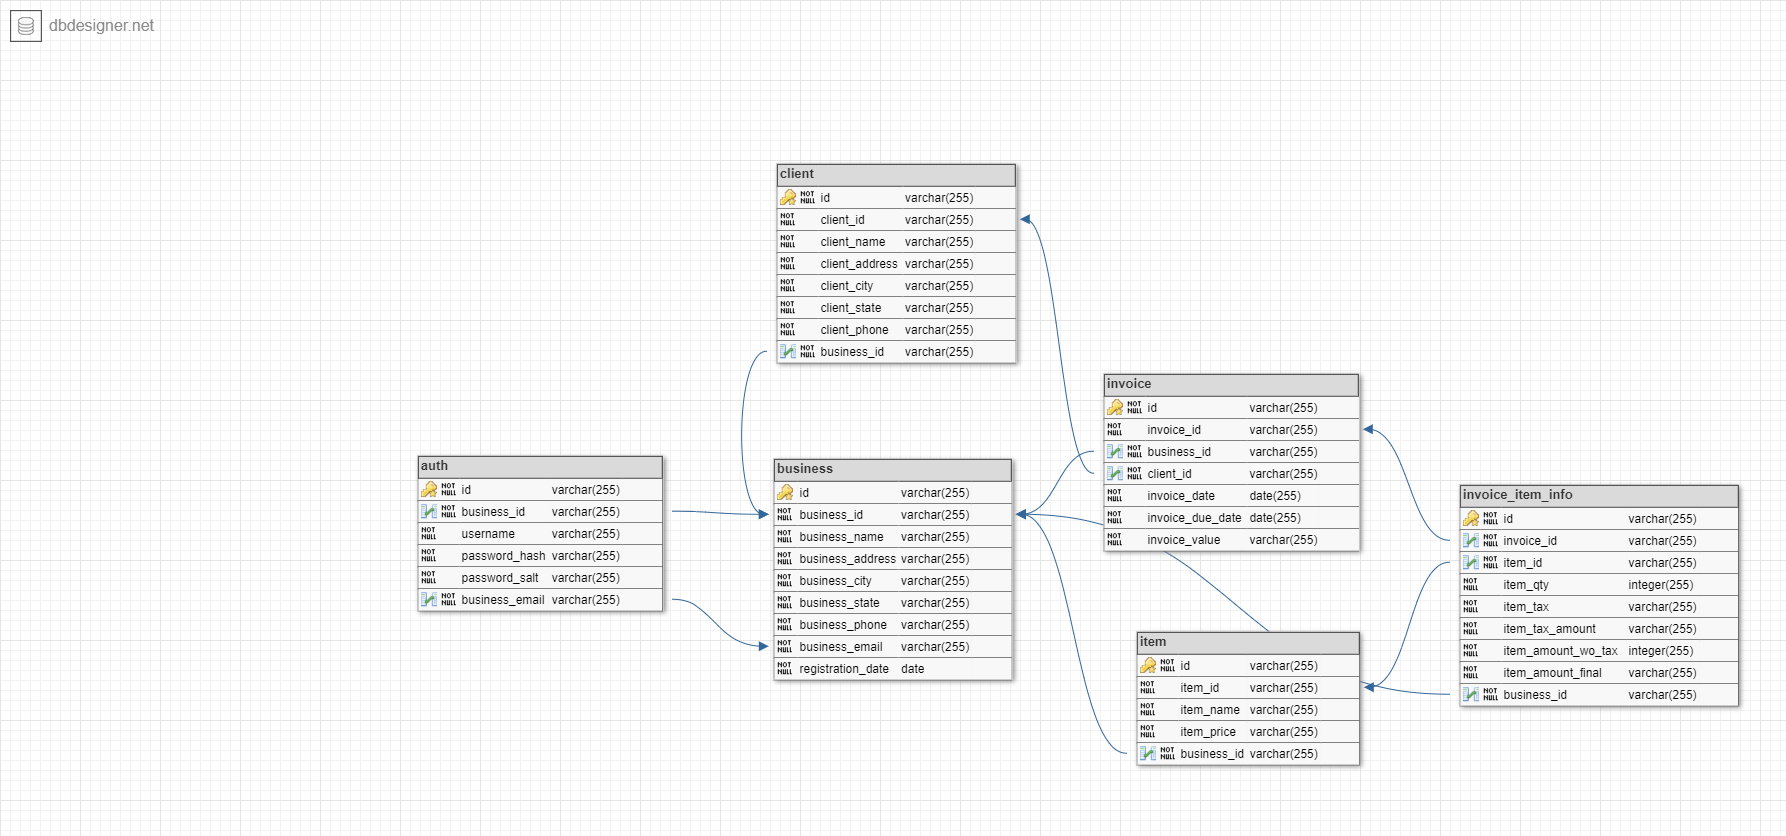 dbdesigner.net
client
NOT NULL id varchar(255)
NOT NULL client_id varchar(255)
NOT NULL client_name varchar(255)
NOT NULL client_address varchar(255)
NOT NULL client_city varchar(255)
NOT NULL client_state varchar(255)
NOT NULL client_phone varchar(255)
NOT NULL business_id varchar(255)
auth
NOT NULL id varchar(255)
NOT NULL business_id varchar(255)
NOT NULL username varchar(255)
NOT NULL password_hash varchar(255)
NOT NULL password_salt varchar(255)
NOT NULL business_email varchar(255)
business
NOT NULL id varchar(255)
NOT NULL business_id varchar(255)
NOT NULL business_name varchar(255)
NOT NULL business_address varchar(255)
NOT NULL business_city varchar(255)
NOT NULL business_state varchar(255)
NOT NULL business_phone varchar(255)
NOT NULL business_email varchar(255)
NOT NULL registration_date date
invoice
NOT NULL id varchar(255)
NOT NULL invoice_id varchar(255)
NOT NULL business_id varchar(255)
NOT NULL client_id varchar(255)
NOT NULL invoice_date date(255)
NOT NULL invoice_due_date date(255)
NOT NULL invoice_value varchar(255)
item
NOT NULL id varchar(255)
NOT NULL item_id varchar(255)
NOT NULL item_name varchar(255)
NOT NULL item_price varchar(255)
NOT NULL business_id varchar(255)
invoice_item_info
NOT NULL id varchar(255)
NOT NULL invoice_id varchar(255)
NOT NULL item_id varchar(255)
NOT NULL item_qty integer(255)
NOT NULL item_tax varchar(255)
NOT NULL item_tax_amount varchar(255)
NOT NULL item_amount_wo_tax integer(255)
NOT NULL item_amount_final varchar(255)
NOT NULL business_id varchar(255)